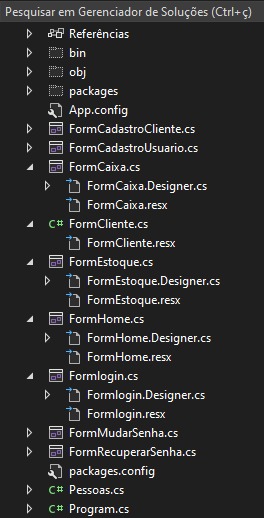 Pesquisar em Gerenciador de Soluções (Ctrl+ç)
Referências
bin
obj
packages
App.config
FormCadastroCliente.cs
FormCadastroUsuario.cs
FormCaixa.cs
FormCaixa.Designer.cs
FormCaixa.resx
C# FormCliente.cs
FormCliente.resx
FormEstoque.cs
FormEstoque.Designer.cs
FormEstoque.resx
FormHome.cs
FormHome.Designer.cs
FormHome.resx
Formlogin.cs
Formlogin.Designer.cs
Formlogin.resx
FormMudarSenha.cs
FormRecuperarSenha.cs
packages.config
C# Pessoas.cs
C# Program.cs